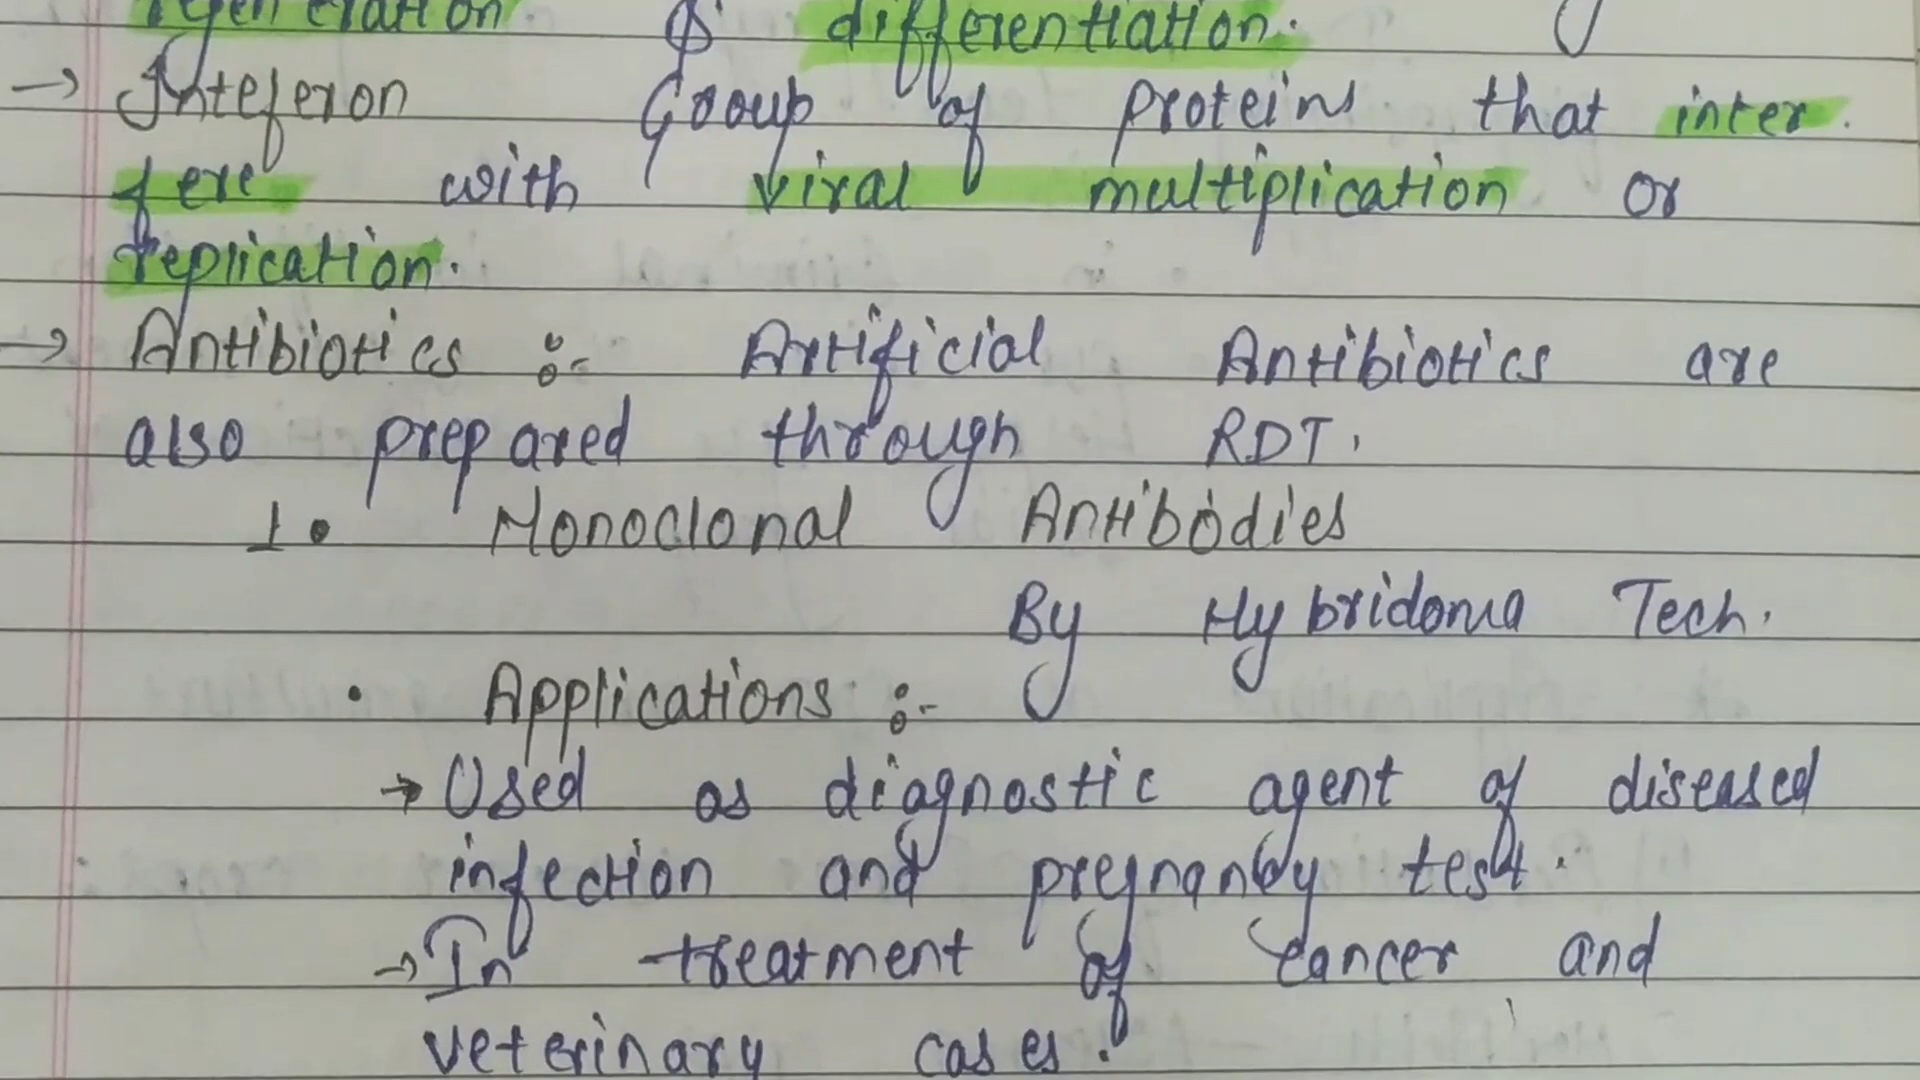 & differentiation.
→ Inteferon Group of proteins that inter
fere with viral multiplication or
replication.
→ Antibiotics :- Artificial Antibiotics are
also prepared through RDT.
1. Monoclonal Antibodies
By Hybridoma Tech.
• Applications :-
→ Used as diagnostic agent of diseased
infection and pregnancy test.
→ In treatment of cancer and
veterinary cases.